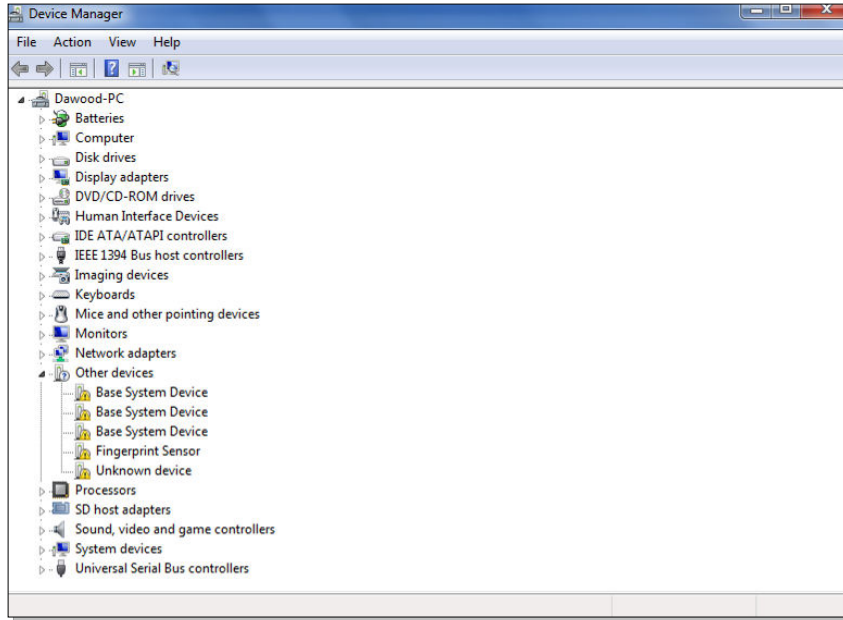 Device Manager
File Action View Help
Dawood-PC
Batteries
Computer
Disk drives
Display adapters
DVD/CD-ROM drives
Human Interface Devices
IDE ATA/ATAPI controllers
IEEE 1394 Bus host controllers
Imaging devices
Keyboards
Mice and other pointing devices
Monitors
Network adapters
Other devices
Base System Device
Base System Device
Base System Device
Fingerprint Sensor
Unknown device
Processors
SD host adapters
Sound, video and game controllers
System devices
Universal Serial Bus controllers